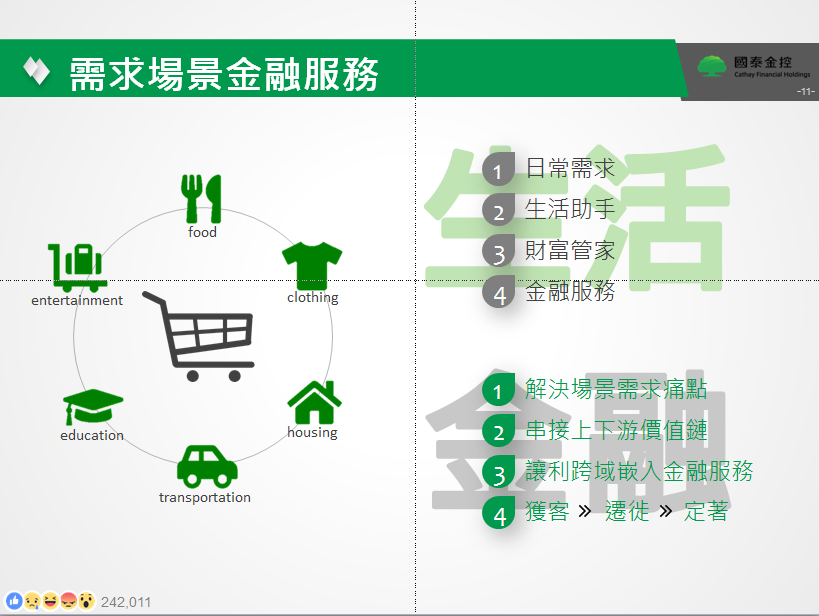 需求場景金融服務
國泰金控
Cathay Financial Holdings
-11-
food
clothing
housing
transportation
education
entertainment
生活
1 日常需求
2 生活助手
3 財富管家
4 金融服務
金融
1 解決場景需求痛點
2 串接上下游價值鏈
3 讓利跨域嵌入金融服務
4 獲客 » 遷徙 » 定著
242,011